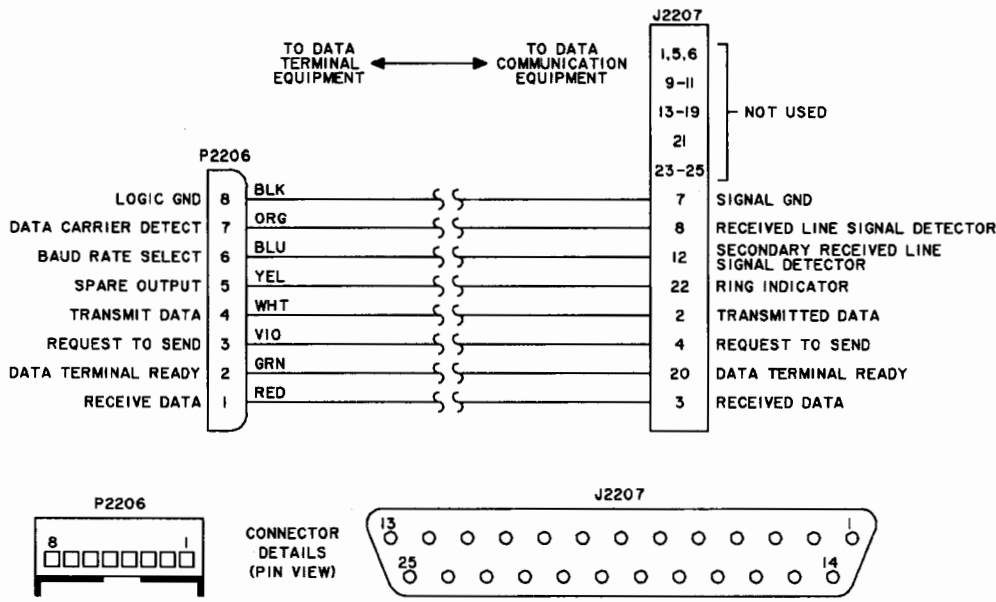 J2207
TO DATA TERMINAL EQUIPMENT
TO DATA COMMUNICATION EQUIPMENT
1,5,6
9-11
13-19
21
23-25
NOT USED
P2206
LOGIC GND 8 BLK 7 SIGNAL GND
DATA CARRIER DETECT 7 ORG 8 RECEIVED LINE SIGNAL DETECTOR
BAUD RATE SELECT 6 BLU 12 SECONDARY RECEIVED LINE SIGNAL DETECTOR
SPARE OUTPUT 5 YEL 22 RING INDICATOR
TRANSMIT DATA 4 WHT 2 TRANSMITTED DATA
REQUEST TO SEND 3 VIO 4 REQUEST TO SEND
DATA TERMINAL READY 2 GRN 20 DATA TERMINAL READY
RECEIVE DATA 1 RED 3 RECEIVED DATA
P2206
8 1
CONNECTOR
DETAILS
(PIN VIEW)
J2207
13 1
25 14